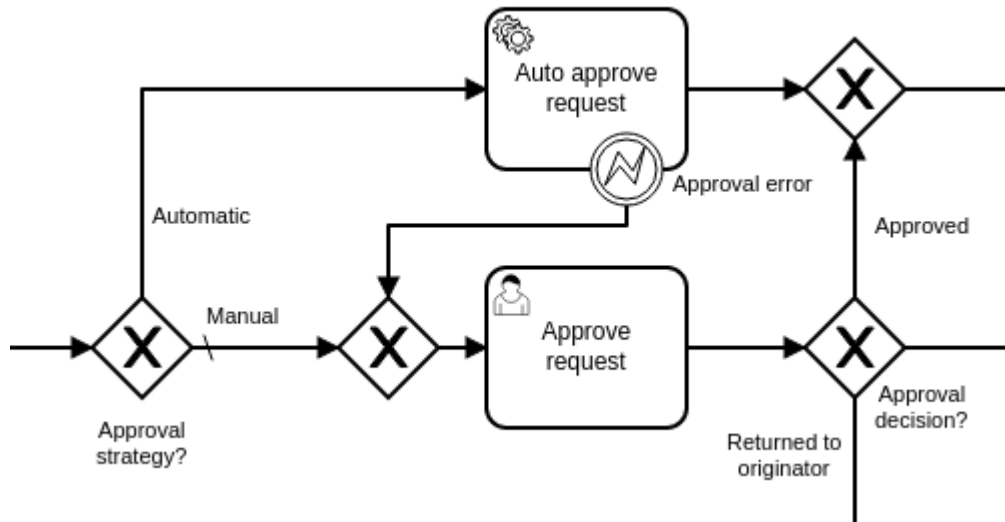 Auto approve
request
Approval error
Automatic
Approved
Manual
Approve
request
Approval
strategy?
Approval
decision?
Returned to
originator